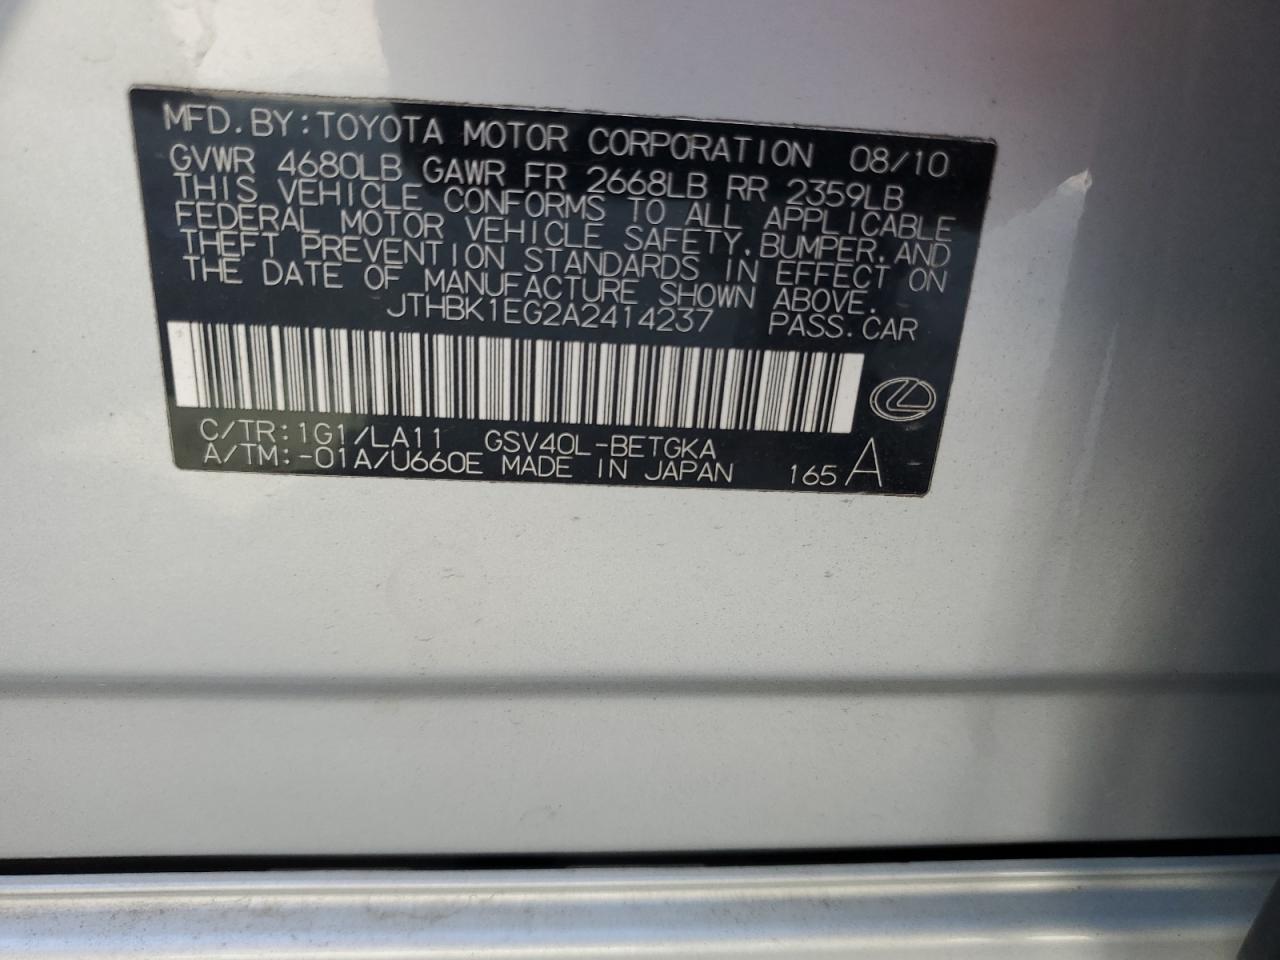 MFD.BY:TOYOTA MOTOR CORPORATION 08/10
GVWR 4680LB GAWR FR 2668LB RR 2359LB
THIS VEHICLE CONFORMS TO ALL APPLICABLE
FEDERAL MOTOR VEHICLE SAFETY,BUMPER,AND
THEFT PREVENTION STANDARDS IN EFFECT ON
THE DATE OF MANUFACTURE SHOWN ABOVE.
JTHBK1EG2A2414237 PASS.CAR
C/TR:1G1/LA11 GSV40L-BETGKA
A/TM:-01A/U660E MADE IN JAPAN 165 A